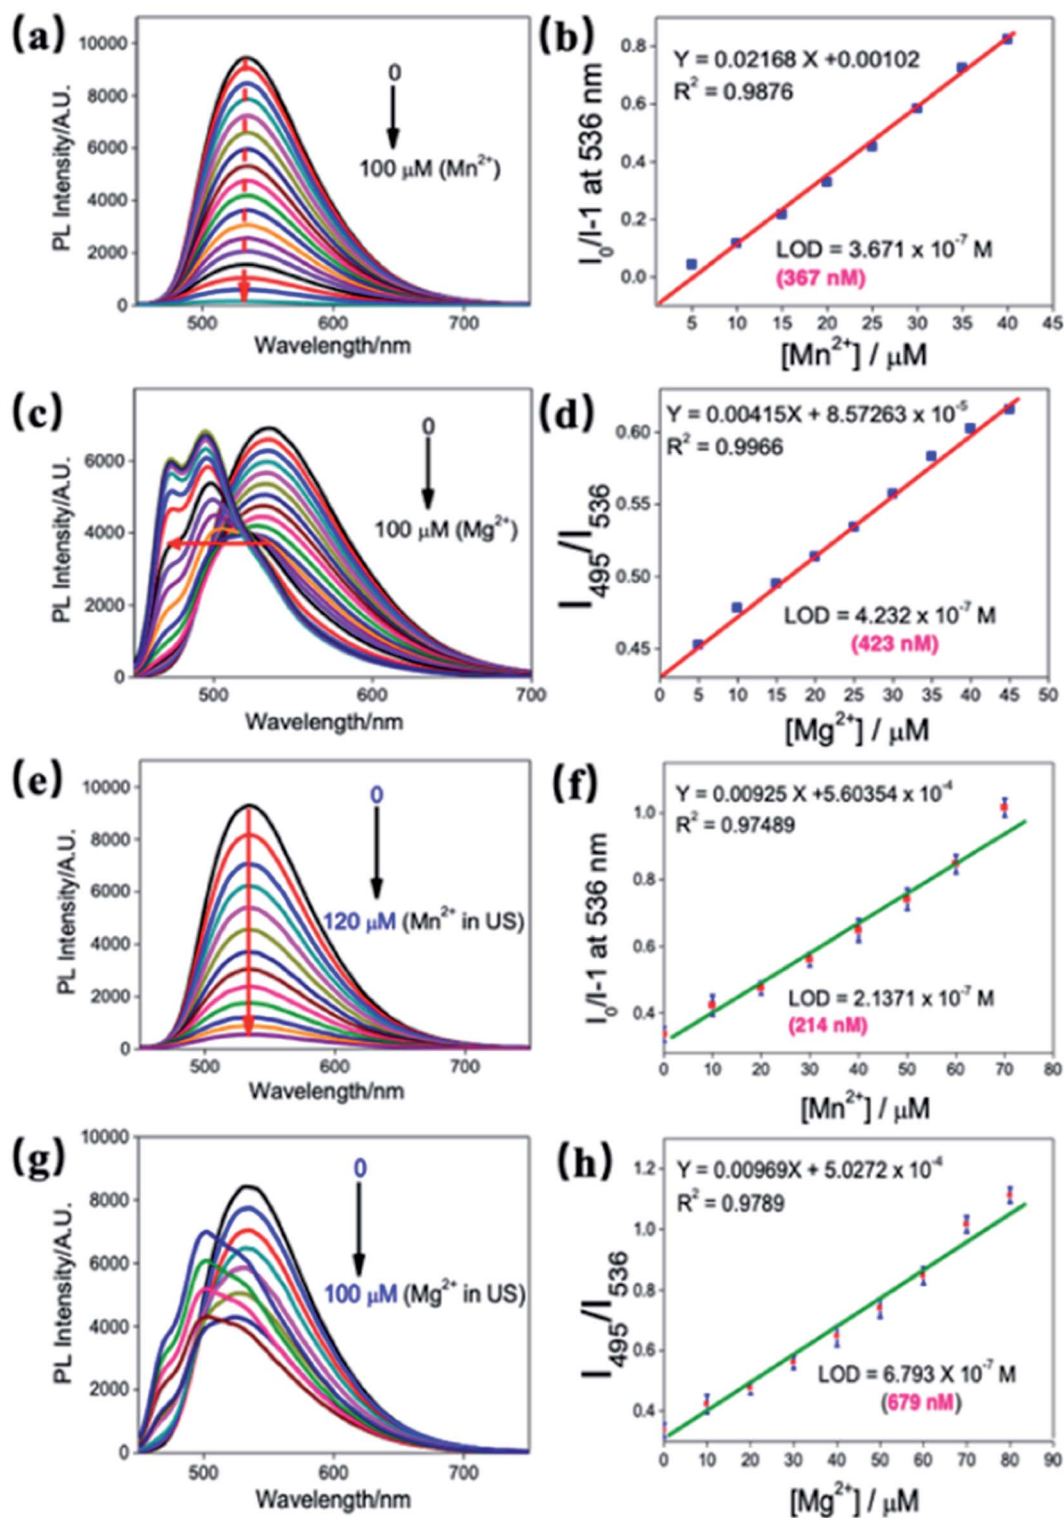 (a)
PL Intensity/A.U.
10000
8000
6000
4000
2000
0
0
100 μM (Mn²⁺)
500 600 700
Wavelength/nm
(b)
I₀/I-1 at 536 nm
0.8
0.6
0.4
0.2
0.0
Y = 0.02168 X +0.00102
R² = 0.9876
LOD = 3.671 x 10⁻⁷ M
(367 nM)
5 10 15 20 25 30 35 40 45
[Mn²⁺] / μM
(c)
PL Intensity/A.U.
6000
4000
2000
0
0
100 μM (Mg²⁺)
500 600 700
Wavelength/nm
(d)
I₄₉₅/I₅₃₆
0.60
0.55
0.50
0.45
Y = 0.00415X + 8.57263 x 10⁻⁵
R² = 0.9966
LOD = 4.232 x 10⁻⁷ M
(423 nM)
0 5 10 15 20 25 30 35 40 45 50
[Mg²⁺] / μM
(e)
PL Intensity/A.U.
10000
8000
6000
4000
2000
0
0
120 μM (Mn²⁺ in US)
500 600 700
Wavelength/nm
(f)
I₀/I-1 at 536 nm
1.0
0.8
0.6
0.4
Y = 0.00925 X +5.60354 x 10⁻⁴
R² = 0.97489
LOD = 2.1371 x 10⁻⁷ M
(214 nM)
0 10 20 30 40 50 60 70 80
[Mn²⁺] / μM
(g)
PL Intensity/A.U.
10000
8000
6000
4000
2000
0
0
100 μM (Mg²⁺ in US)
500 600 700
Wavelength/nm
(h)
I₄₉₅/I₅₃₆
1.2
1.0
0.8
0.6
0.4
Y = 0.00969X + 5.0272 x 10⁻⁴
R² = 0.9789
LOD = 6.793 X 10⁻⁷ M
(679 nM)
0 10 20 30 40 50 60 70 80 90
[Mg²⁺] / μM